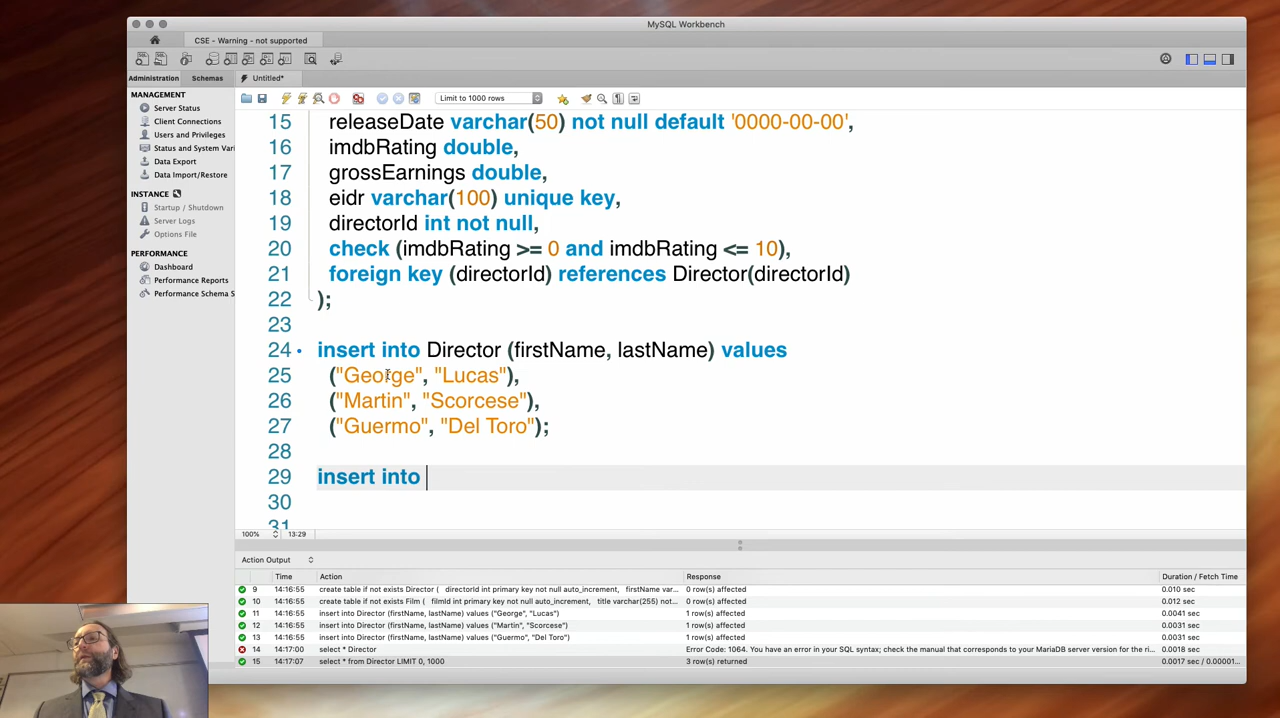 MySQL Workbench
CSE - Warning - not supported
Administration Schemas Untitled*
MANAGEMENT
Server Status
Client Connections
Users and Privileges
Status and System Vari
Data Export
Data Import/Restore
INSTANCE
Startup / Shutdown
Server Logs
Options File
PERFORMANCE
Dashboard
Performance Reports
Performance Schema S
Limit to 1000 rows
15 releaseDate varchar(50) not null default '0000-00-00',
16 imdbRating double,
17 grossEarnings double,
18 eidr varchar(100) unique key,
19 directorId int not null,
20 check (imdbRating >= 0 and imdbRating <= 10),
21 foreign key (directorId) references Director(directorId)
22 );
23
24 insert into Director (firstName, lastName) values
25 ("George", "Lucas"),
26 ("Martin", "Scorcese"),
27 ("Guermo", "Del Toro");
28
29 insert into
30
31
100% 13:29
Action Output
Time Action Response Duration / Fetch Time
9 14:16:55 create table if not exists Director ( directorId int primary key not null auto_increment, firstName var... 0 row(s) affected 0.010 sec
10 14:16:55 create table if not exists Film ( filmId int primary key not null auto_increment, title varchar(255) not... 0 row(s) affected 0.012 sec
11 14:16:55 insert into Director (firstName, lastName) values ("George", "Lucas") 1 row(s) affected 0.0041 sec
12 14:16:55 insert into Director (firstName, lastName) values ("Martin", "Scorcese") 1 row(s) affected 0.0031 sec
13 14:16:55 insert into Director (firstName, lastName) values ("Guermo", "Del Toro") 1 row(s) affected 0.0031 sec
14 14:17:00 select * Director Error Code: 1064. You have an error in your SQL syntax; check the manual that corresponds to your MariaDB server version for the ri... 0.0018 sec
15 14:17:07 select * from Director LIMIT 0, 1000 3 row(s) returned 0.0017 sec / 0.00001...